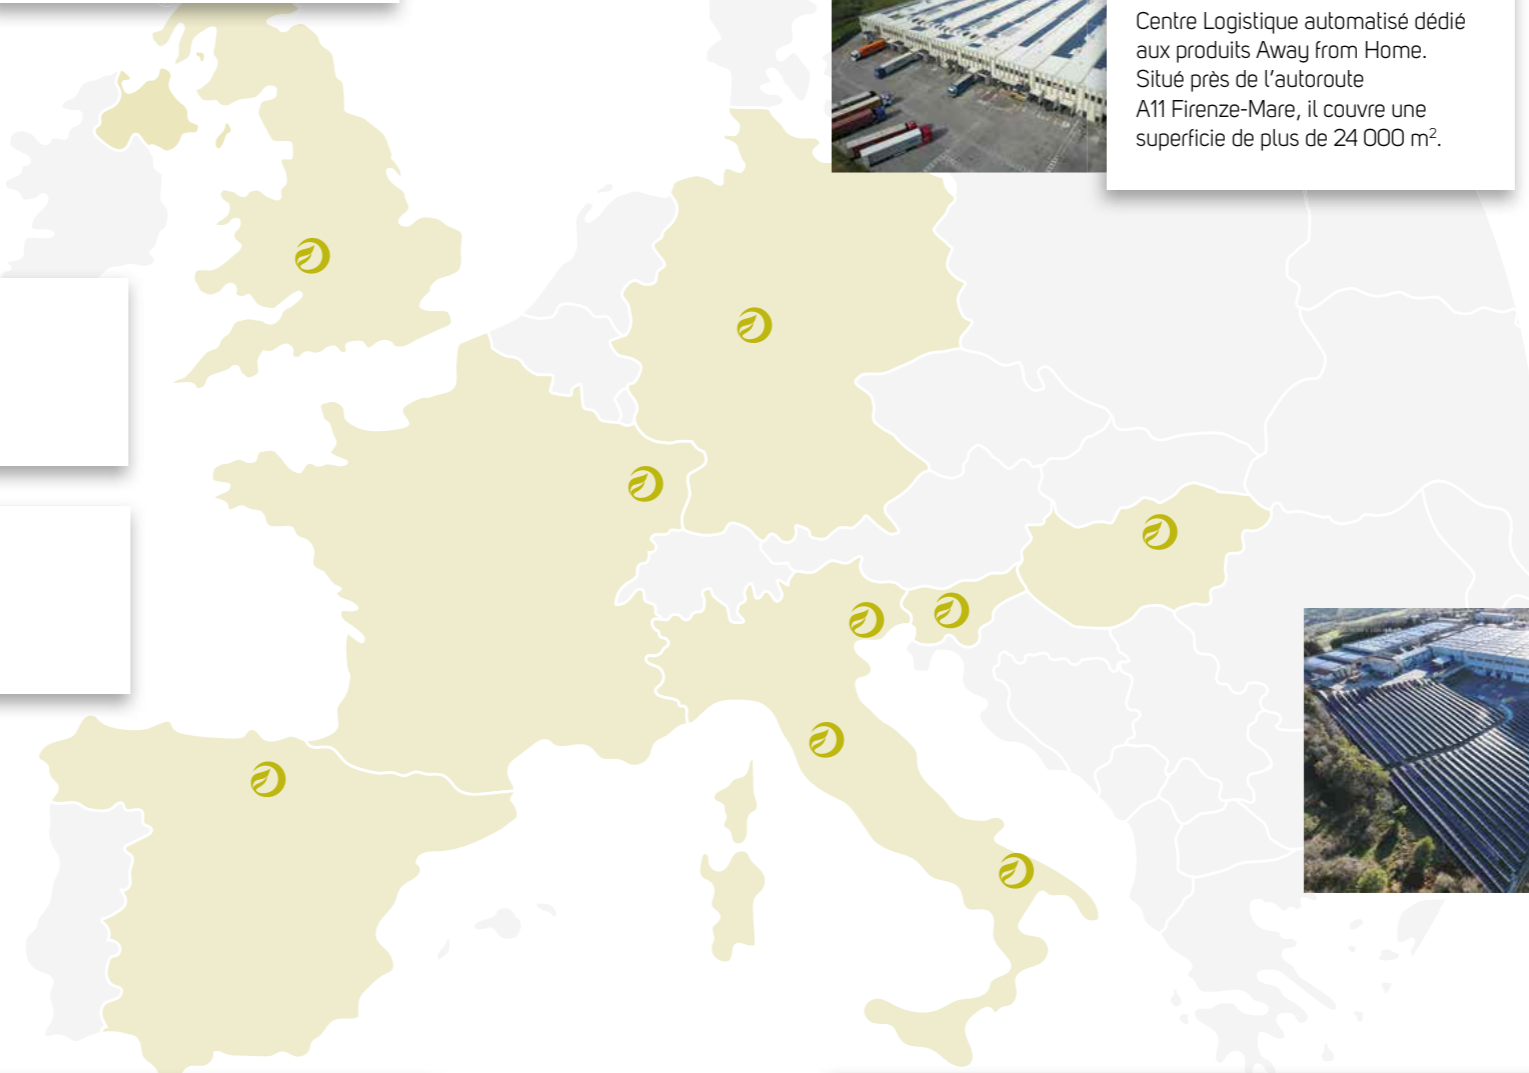 Centre Logistique automatisé dédié
aux produits Away from Home.
Situé près de l'autoroute
A11 Firenze-Mare, il couvre une
superficie de plus de 24 000 m².